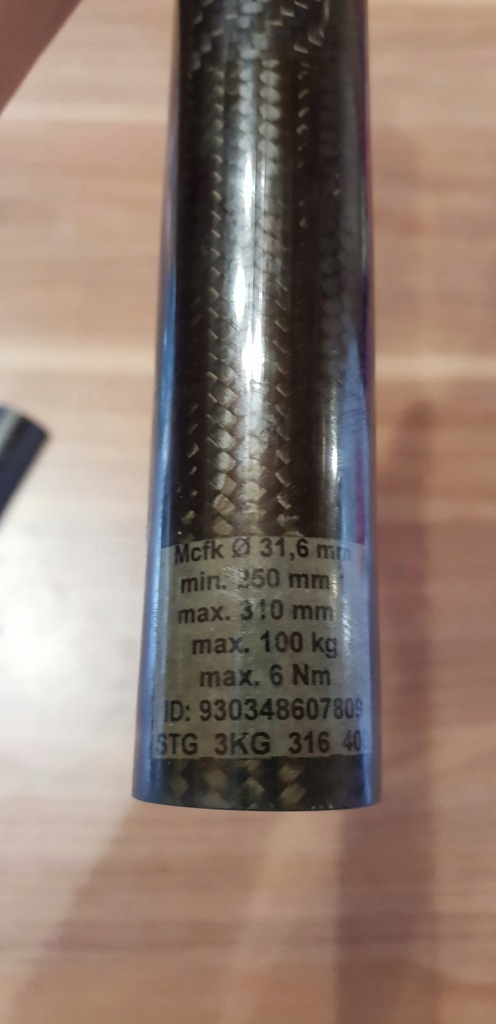 Mcfk Ø 31,6 mm
min. 250 mm
max. 310 mm
max. 100 kg
max. 6 Nm
ID: 930348607809
STG 3KG 316